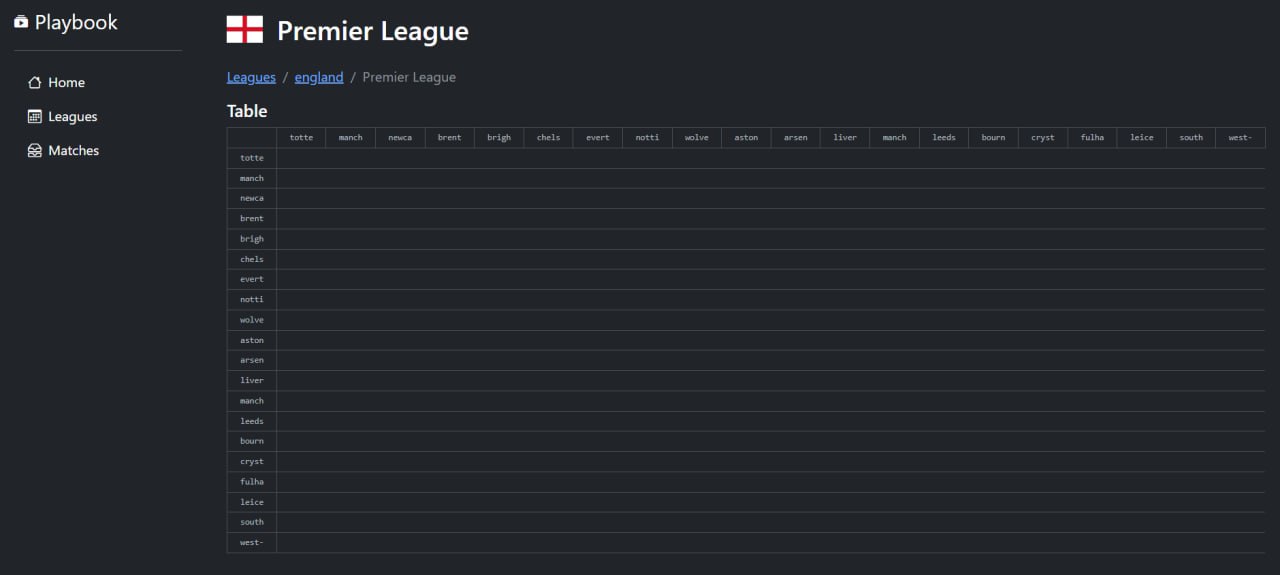 Playbook
Home
Leagues
Matches
Premier League
Leagues / england / Premier League
Table
totte manch newca brent brigh chels evert notti wolve aston arsen liver manch leeds bourn cryst fulha leice south west-
totte
manch
newca
brent
brigh
chels
evert
notti
wolve
aston
arsen
liver
manch
leeds
bourn
cryst
fulha
leice
south
west-